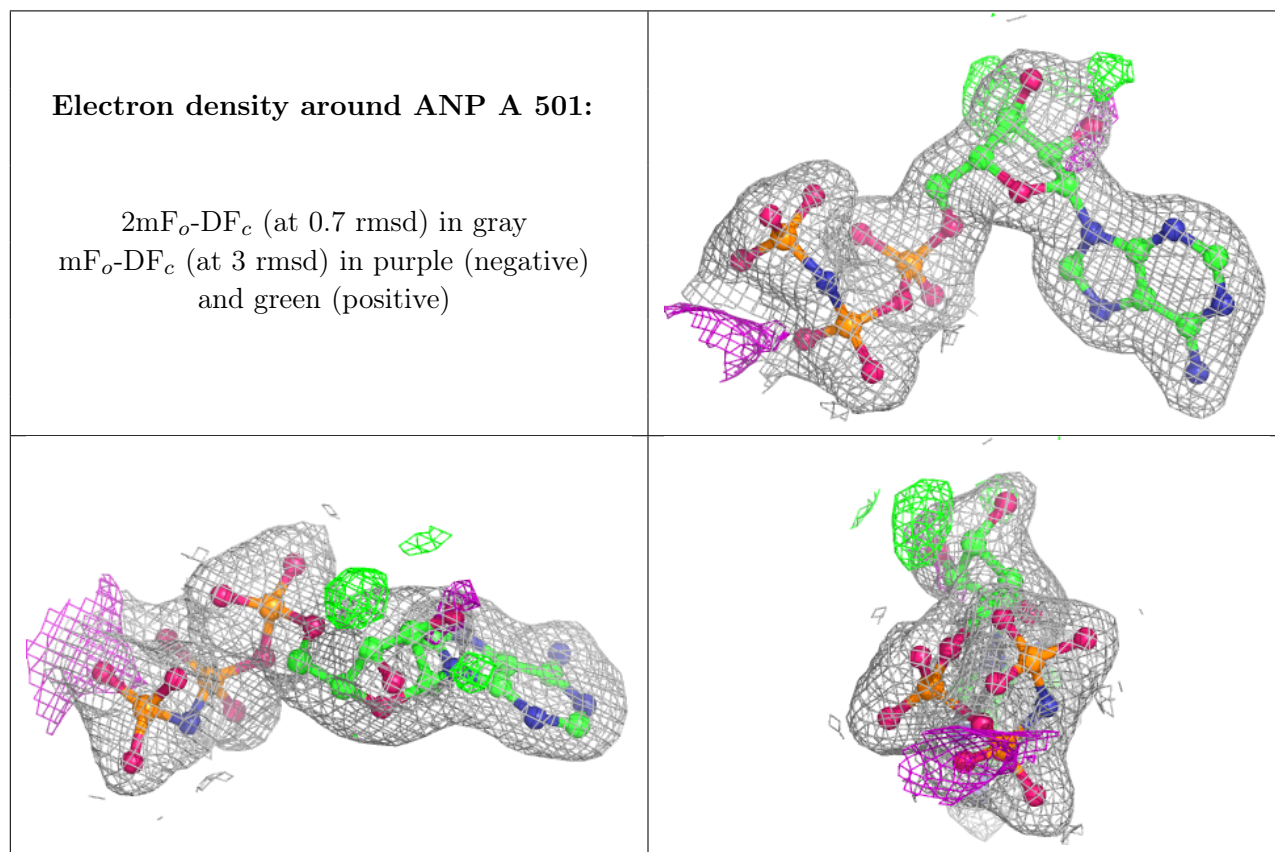 Electron density around ANP A 501:
2mFo-DFc (at 0.7 rmsd) in gray
mFo-DFc (at 3 rmsd) in purple (negative)
and green (positive)